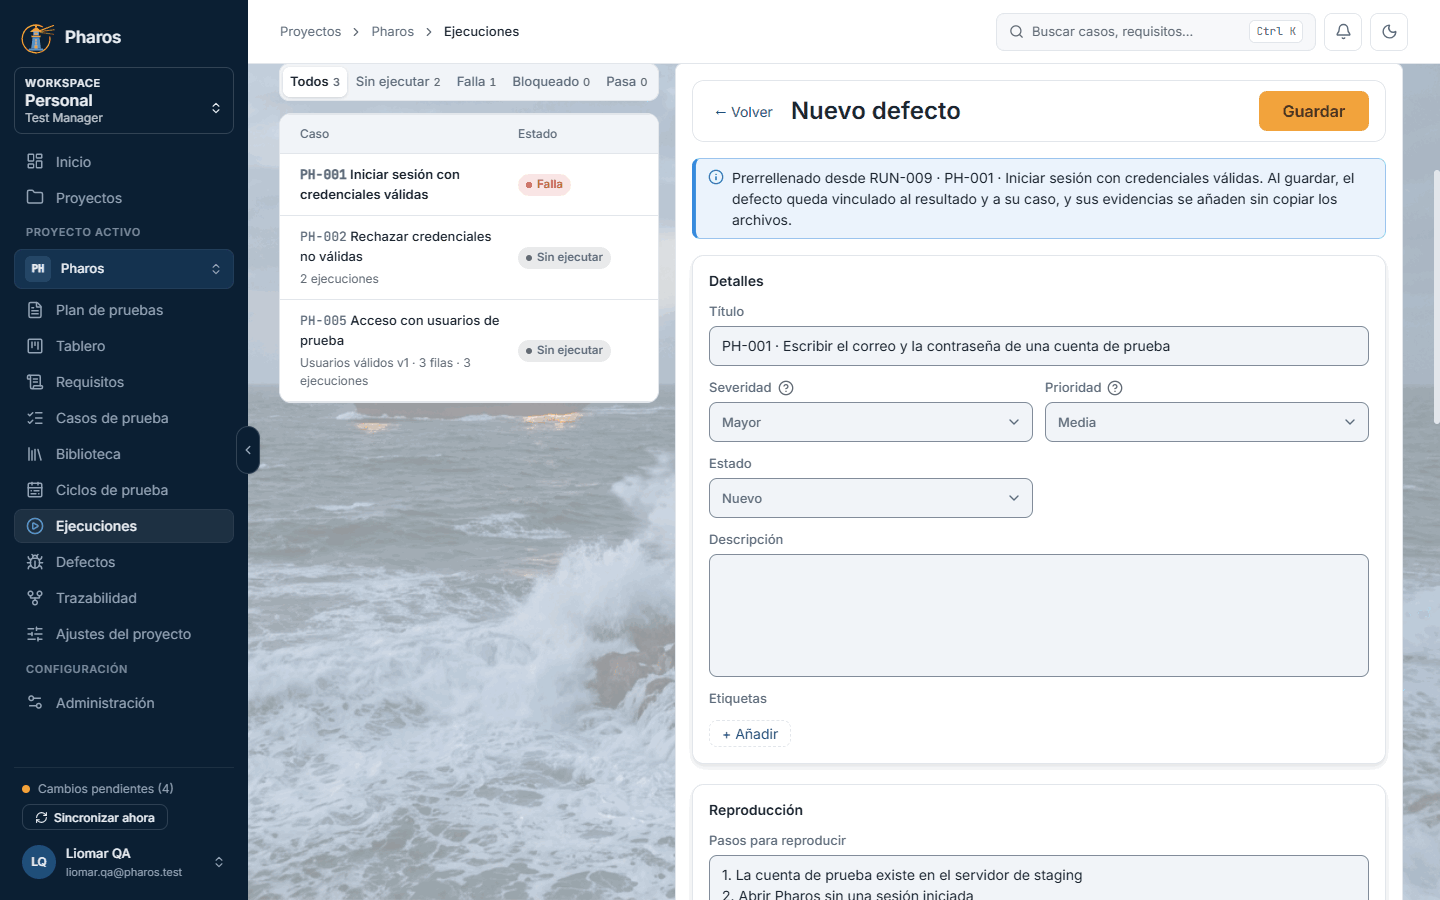 Pharos
WORKSPACE
Personal
Test Manager
Inicio
Proyectos
PROYECTO ACTIVO
PH Pharos
Plan de pruebas
Tablero
Requisitos
Casos de prueba
Biblioteca
Ciclos de prueba
Ejecuciones
Defectos
Trazabilidad
Ajustes del proyecto
CONFIGURACIÓN
Administración
Cambios pendientes (4)
Sincronizar ahora
LQ
Liomar QA
liomar.qa@pharos.test
Proyectos > Pharos > Ejecuciones
Buscar casos, requisitos... Ctrl K
Todos 3 Sin ejecutar 2 Falla 1 Bloqueado 0 Pasa 0
Caso Estado
PH-001 Iniciar sesión con
credenciales válidas
Falla
PH-002 Rechazar credenciales
no válidas
2 ejecuciones
Sin ejecutar
PH-005 Acceso con usuarios de
prueba
Usuarios válidos v1 · 3 filas · 3
ejecuciones
Sin ejecutar
← Volver Nuevo defecto Guardar
Prerrellenado desde RUN-009 · PH-001 · Iniciar sesión con credenciales válidas. Al guardar, el
defecto queda vinculado al resultado y a su caso, y sus evidencias se añaden sin copiar los
archivos.
Detalles
Título
PH-001 · Escribir el correo y la contraseña de una cuenta de prueba
Severidad Prioridad
Mayor Media
Estado
Nuevo
Descripción
Etiquetas
+ Añadir
Reproducción
Pasos para reproducir
1. La cuenta de prueba existe en el servidor de staging
2. Abrir Pharos sin una sesión iniciada